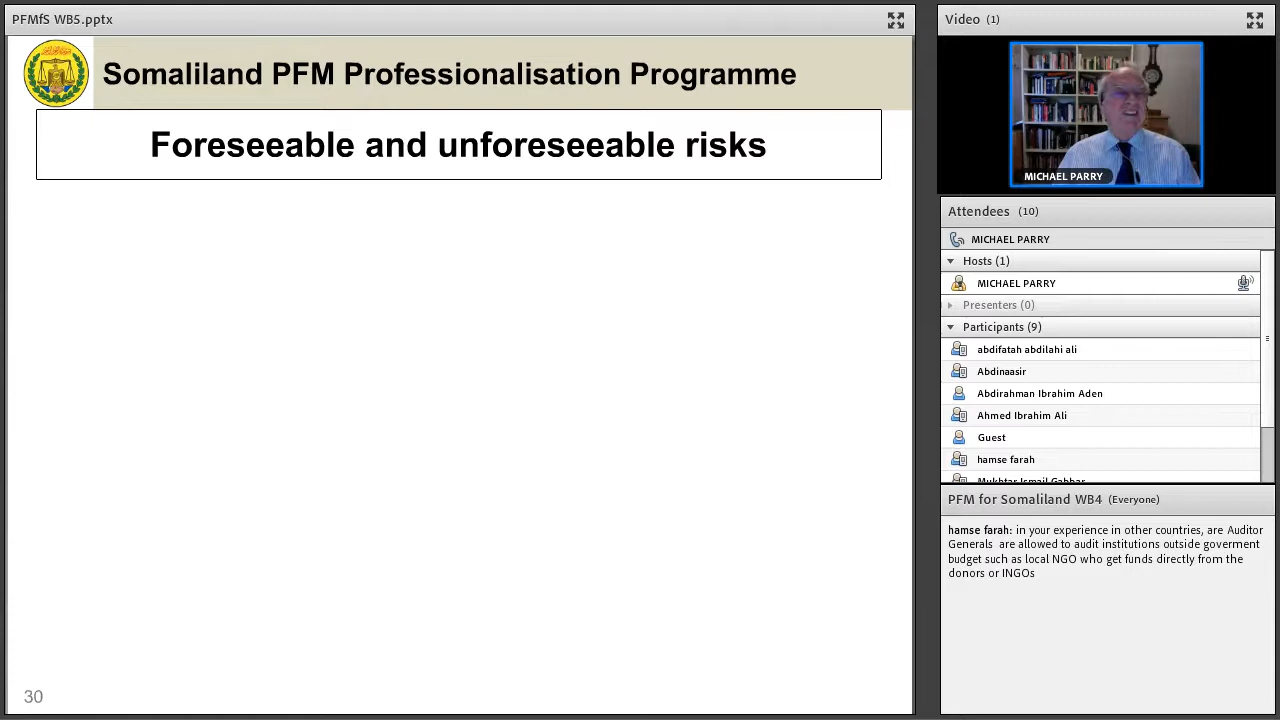 PFMfS WB5.pptx
Somaliland PFM Professionalisation Programme
Foreseeable and unforeseeable risks
30
Video (1)
MICHAEL PARRY
Attendees (10)
MICHAEL PARRY
Hosts (1)
MICHAEL PARRY
Presenters (0)
Participants (9)
abdifatah abdilahi ali
Abdinaasir
Abdirahman Ibrahim Aden
Ahmed Ibrahim Ali
Guest
hamse farah
Mukhtar Ismail Gabbar
PFM for Somaliland WB4 (Everyone)
hamse farah: in your experience in other countries, are Auditor
Generals are allowed to audit institutions outside goverment
budget such as local NGO who get funds directly from the
donors or INGOs